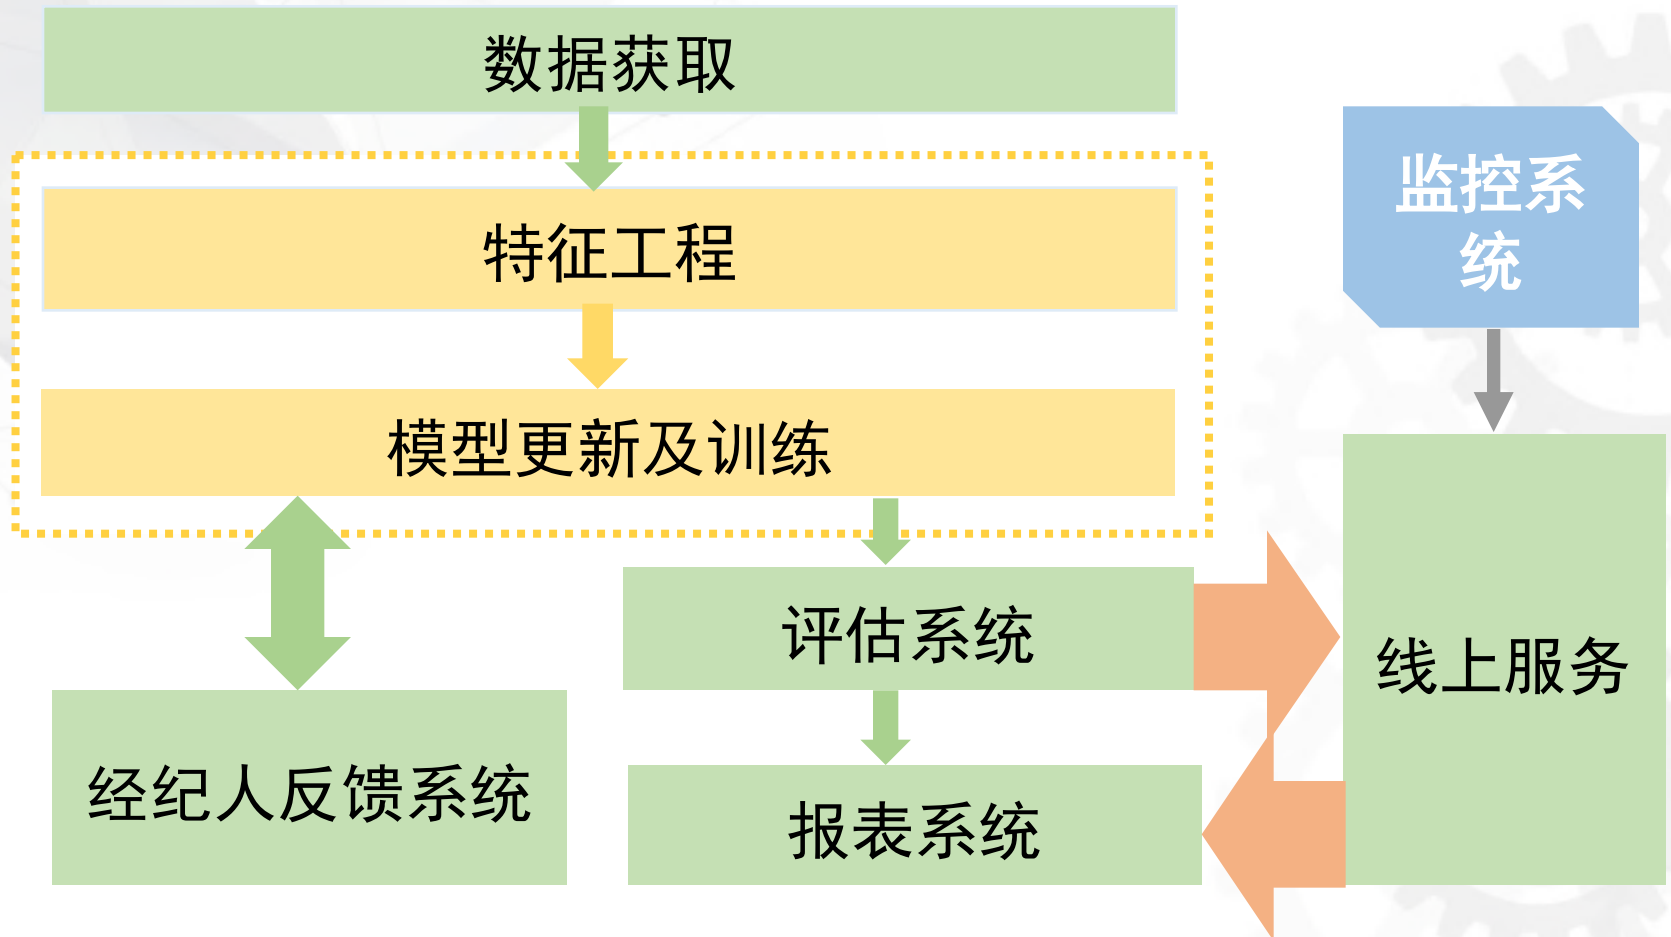 数据获取
特征工程
模型更新及训练
监控系
统
评估系统
线上服务
经纪人反馈系统
报表系统